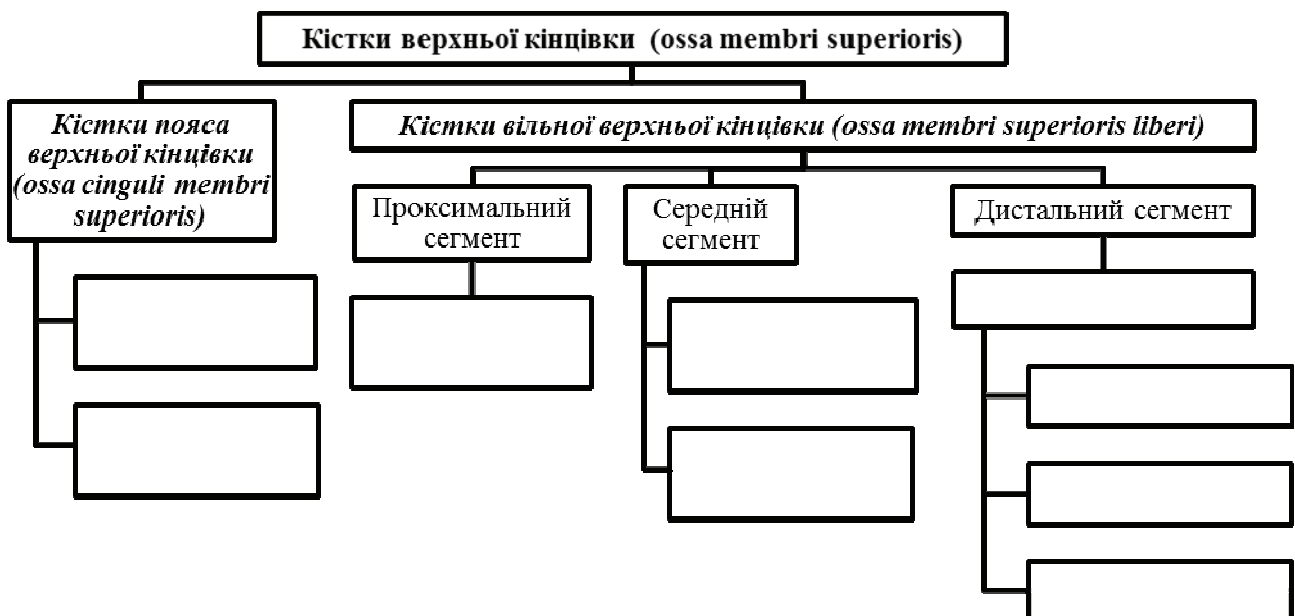 Кістки верхньої кінцівки (ossa membri superioris)
Кістки пояса
верхньої кінцівки
(ossa cinguli membri
superioris)
Кістки вільної верхньої кінцівки (ossa membri superioris liberi)
Проксимальний
сегмент
Середній
сегмент
Дистальний сегмент